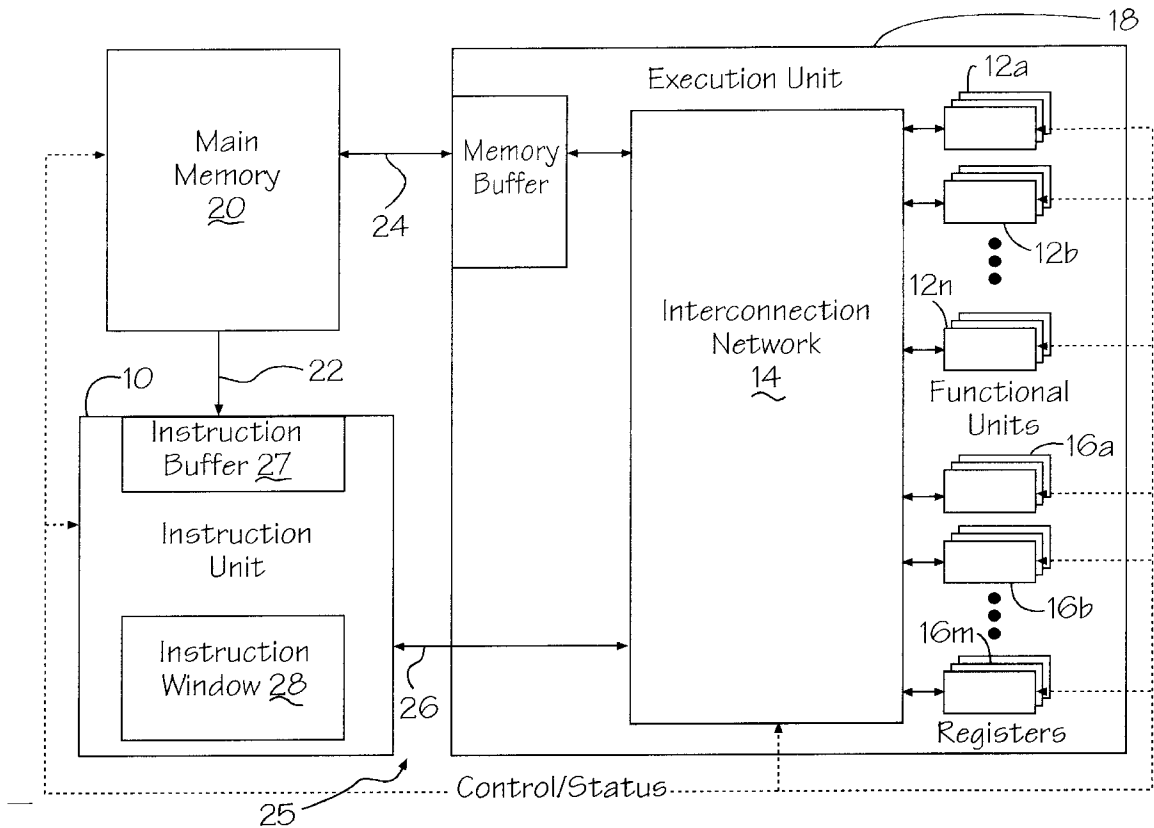 18
Execution Unit
12a
Main
Memory
20
Memory
Buffer
24
12b
12n
Interconnection
Network
14
10
22
Functional
Units
Instruction
Buffer 27
16a
Instruction
Unit
16b
16m
Instruction
Window 28
26
Registers
Control/Status
25